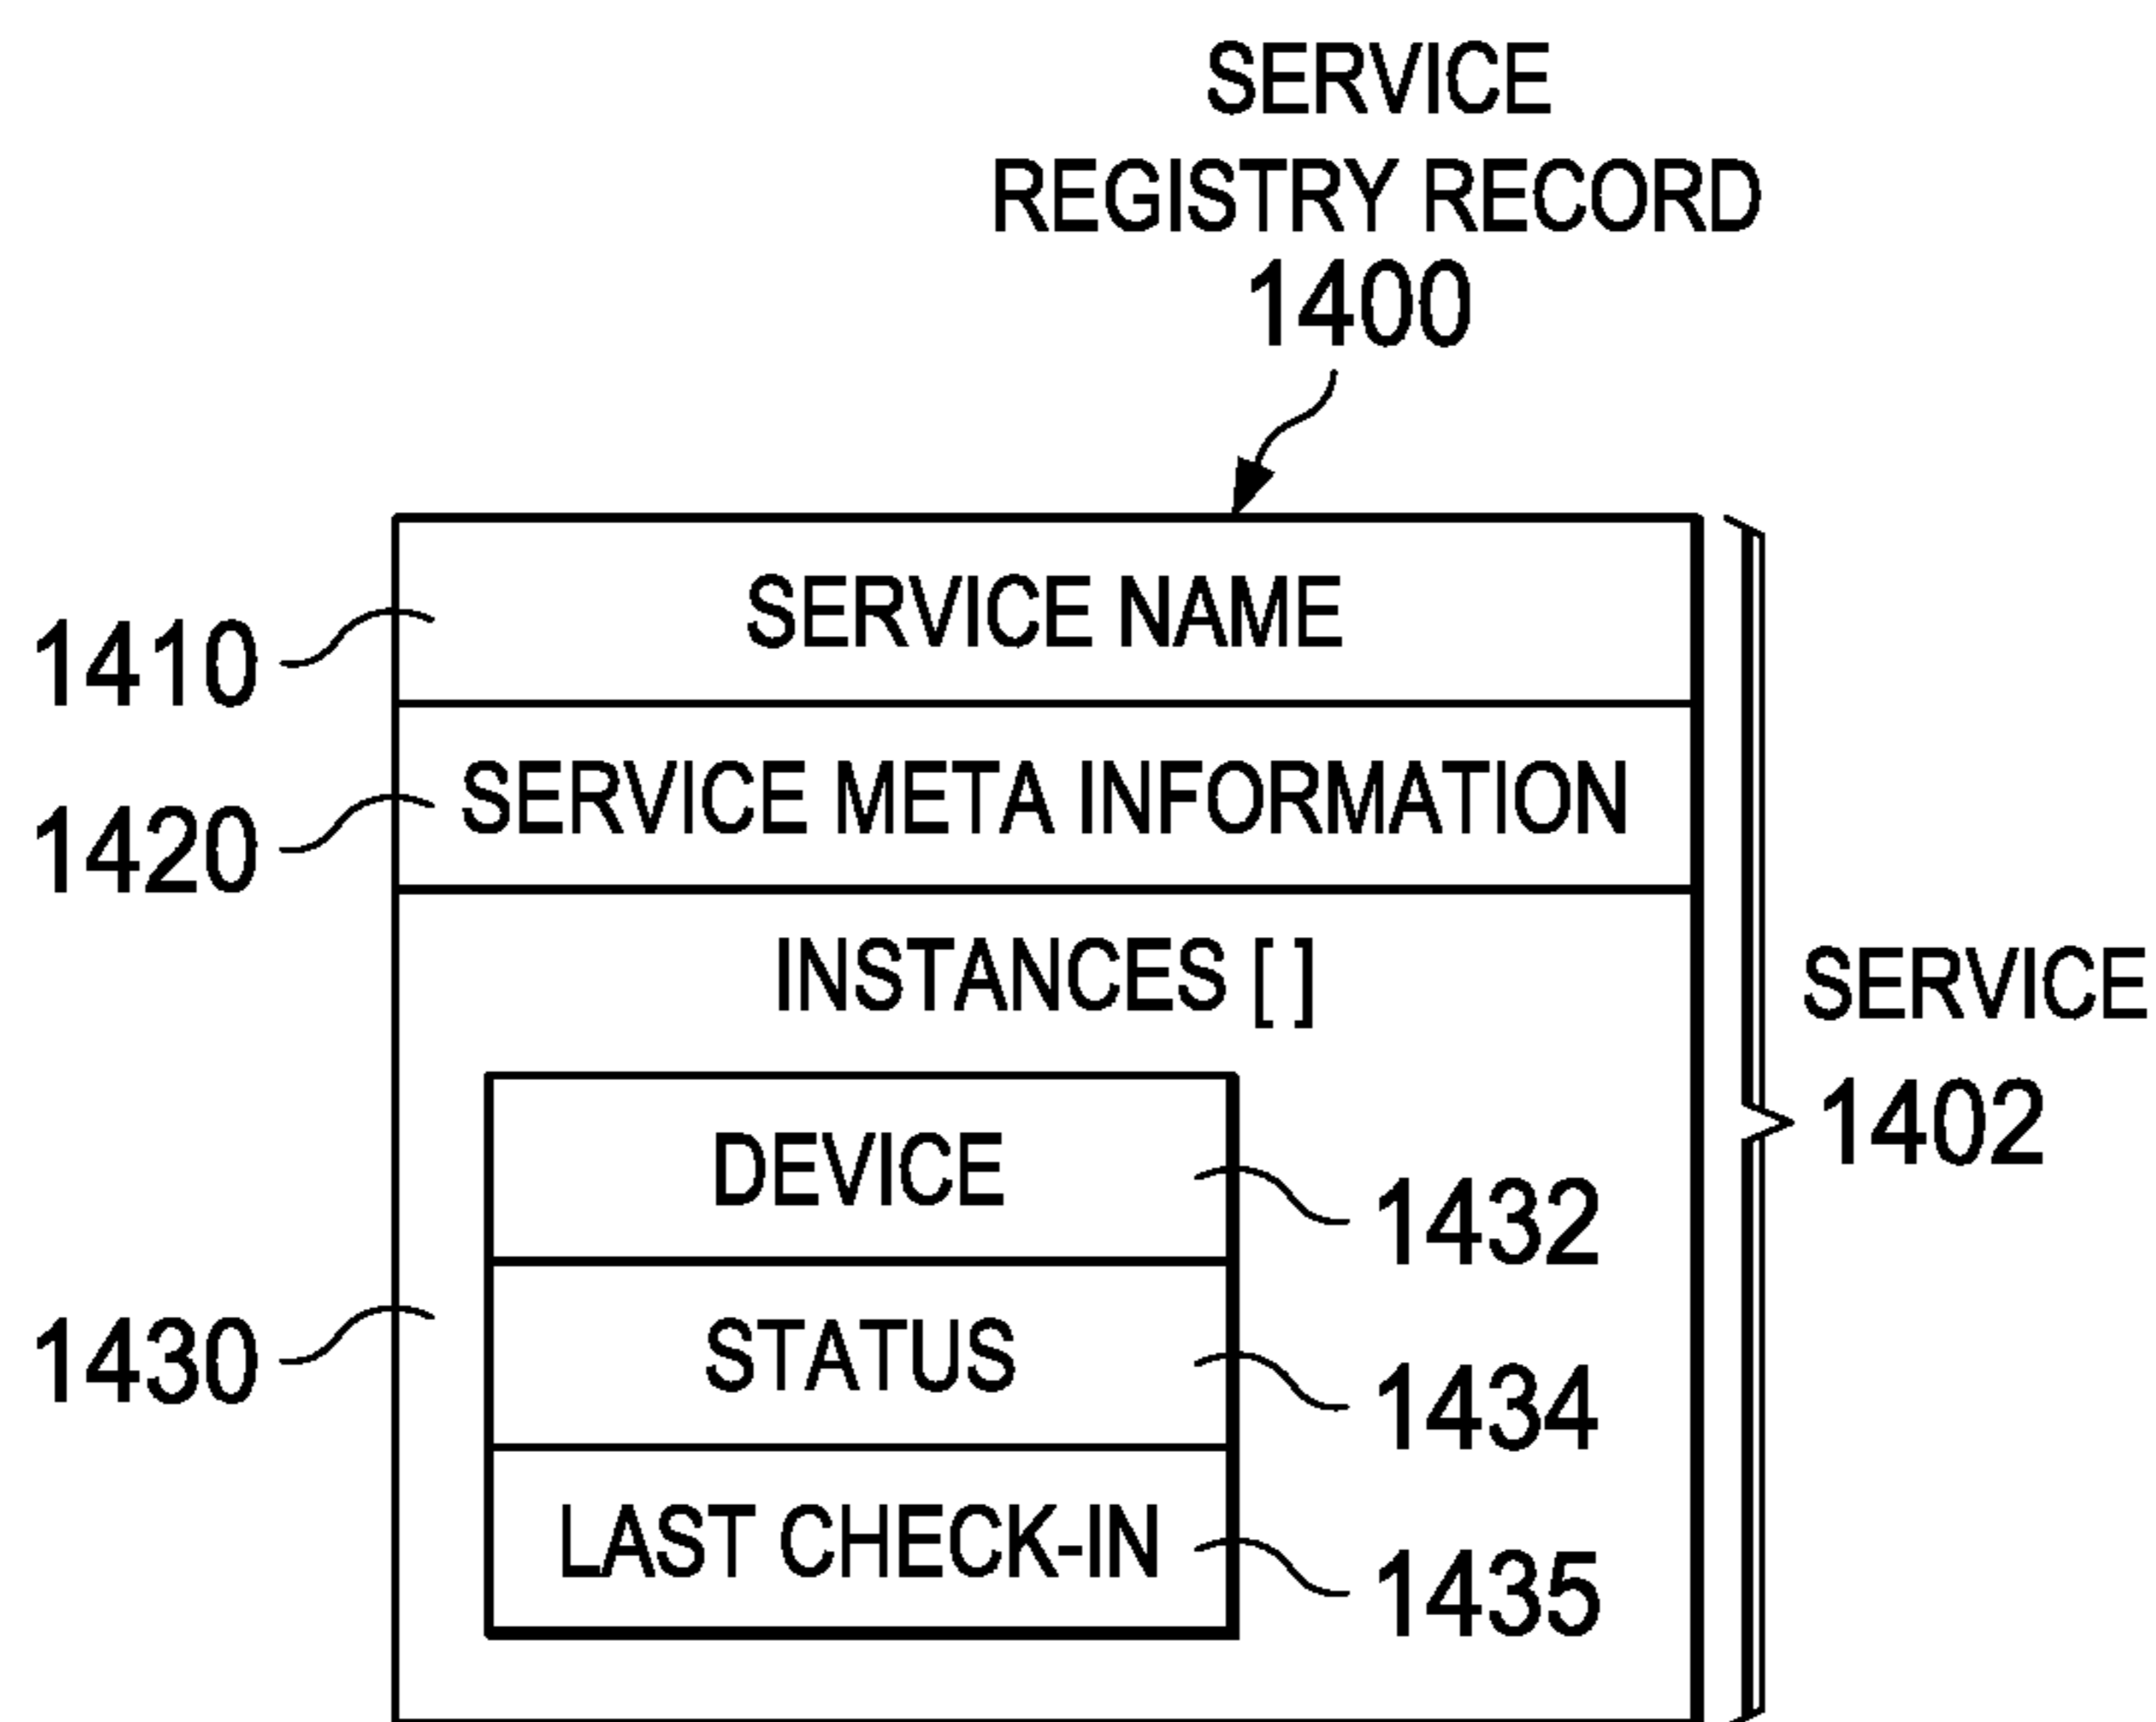 SERVICE
REGISTRY RECORD
1400
1410
SERVICE NAME
1420
SERVICE META INFORMATION
INSTANCES [ ]
SERVICE
1402
DEVICE
1432
1430
STATUS
1434
LAST CHECK-IN
1435